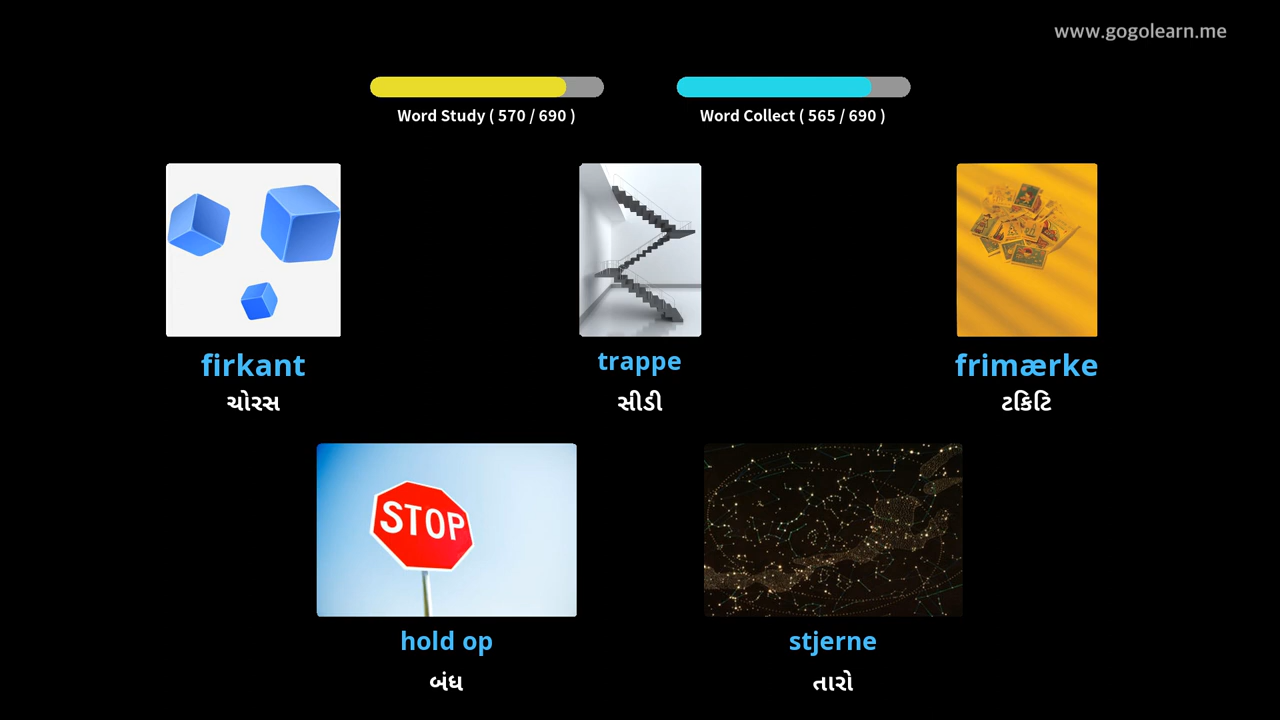 www.gogolearn.me
Word Study ( 570 / 690 )
Word Collect ( 565 / 690 )
firkant
trappe
frimærke
ચોરસ
સીડી
ટકિટિ
STOP
hold op
stjerne
બંધ
તારો